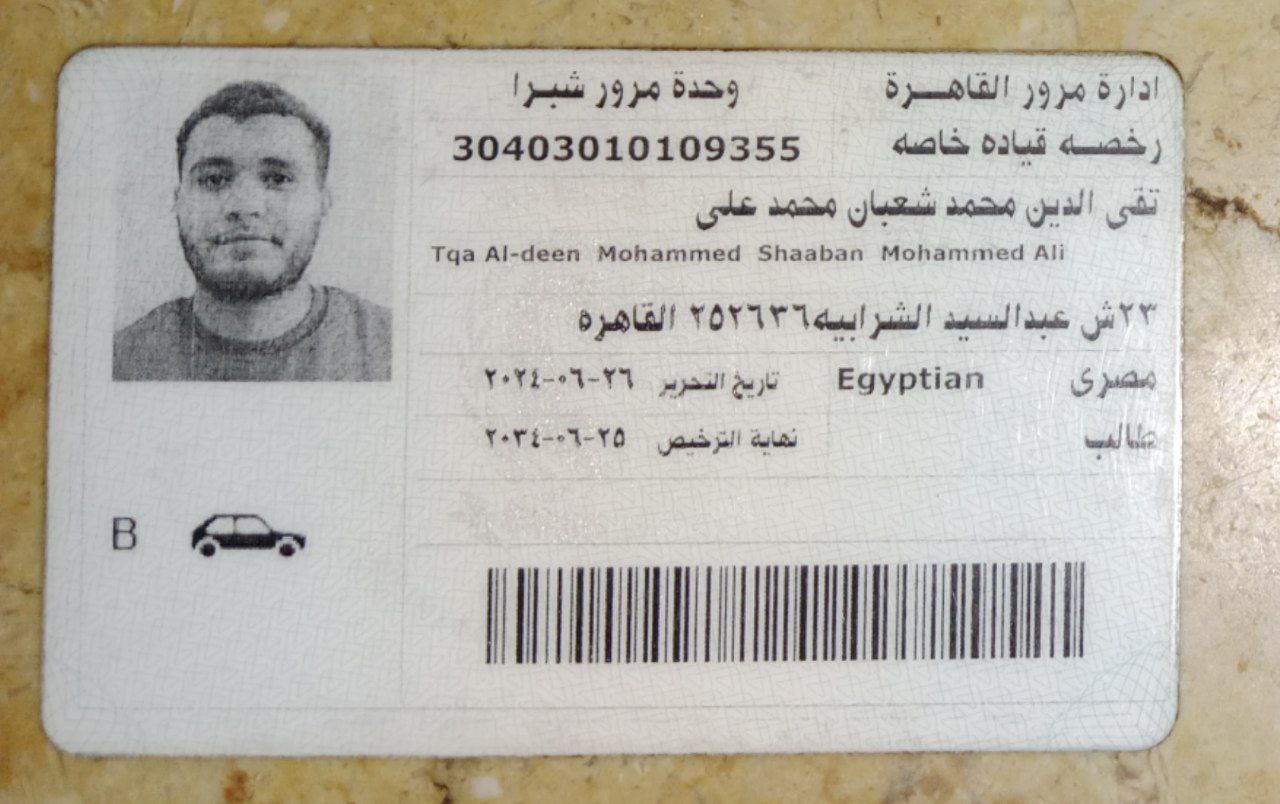 ادارة مرور القاهـــرة وحدة مرور شبرا
رخصـه قياده خاصه 30403010109355
تقى الدين محمد شعبان محمد على
Tqa Al-deen Mohammed Shaaban Mohammed Ali
٢٣ش عبدالسيد الشرابيه٢٥٢٦٣٦ القاهره
مصرى Egyptian تاريخ التحرير ٢٦-٠٦-٢٠٢٤
طالب نهاية الترخيص ٢٥-٠٦-٢٠٣٤
B